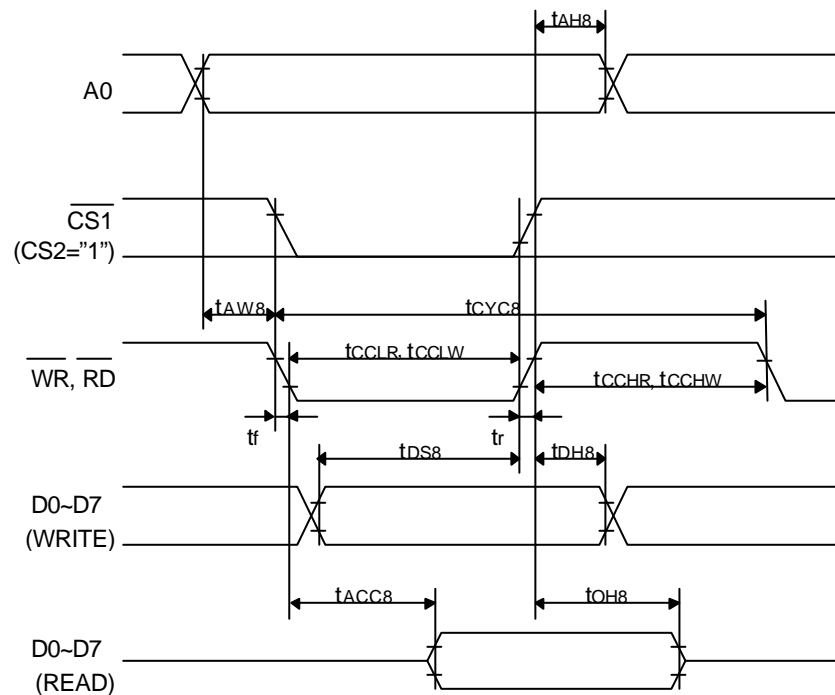 tAH8
A0
CS1
(CS2="1")
tAW8
tCYC8
tCCLR, tCCLW
WR, RD
tCCHR, tCCHW
tf
tr
tDS8
tDH8
D0~D7
(WRITE)
tACC8
tOH8
D0~D7
(READ)